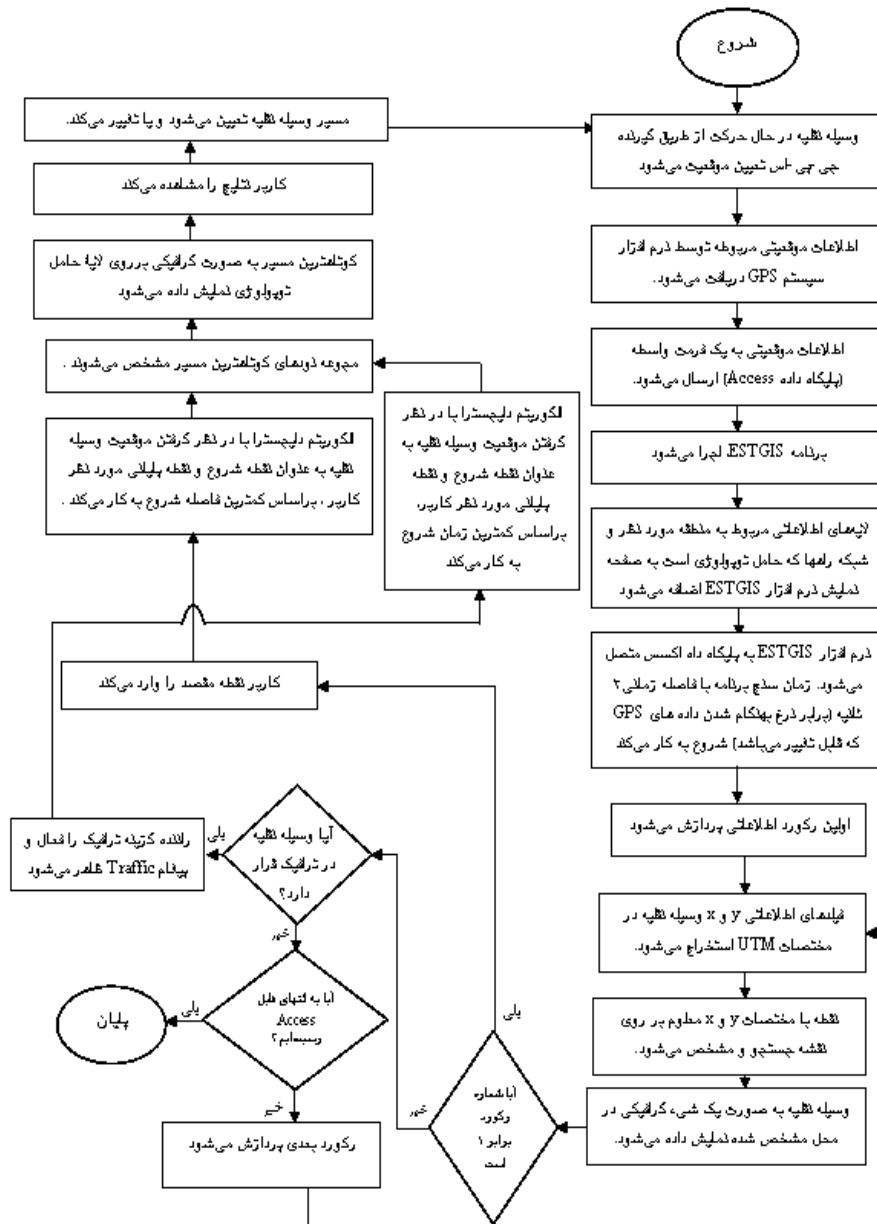 شروع
وسیله نقلیه در حال حرکت از طریق گیرنده
جی پی اس تعیین موقعیت می‌شود
اطلاعات موقعیتی مربوطه توسط نرم افزار
سیستم GPS دریافت می‌شود.
اطلاعات موقعیتی به یک فرمت واسطه
(پایگاه داده Access) ارسال می‌شود.
برنامه ESTGIS اجرا می‌شود
لایه‌های اطلاعاتی مربوط به منطقه مورد نظر و
شبکه راهها که حامل توپولوژی است به صفحه
نمایش نرم افزار ESTGIS اضافه می‌شود
نرم افزار ESTGIS به پایگاه داه اکسس متصل
می‌شود. زمان سنج برنامه با فاصله زمانی ۲
ثانیه (برابر نرخ بهنگام شدن داده های GPS
که قابل تغییر می‌باشد) شروع به کار می‌کند
اولین رکورد اطلاعاتی پردازش می‌شود
فیلدهای اطلاعاتی y و x وسیله نقلیه در
مختصات UTM استخراج می‌شود.
نقطه با مختصات y و x معلوم بر روی
نقشه جستجو و مشخص می‌شود.
وسیله نقلیه به صورت یک شیء گرافیکی در
محل مشخص شده نمایش داده می‌شود.
آیا شماره
رکورد
برابر ۱
است
بلی
خیر
کاربر نقطه مقصد را وارد می‌کند
آیا وسیله نقلیه
در ترافیک قرار
دارد؟
بلی
خیر
راننده گزینه ترافیک را فعال و
پیغام Traffic ظاهر می‌شود
آیا به انتهای فایل
Access
رسیده‌ایم؟
بلی
خیر
پایان
رکورد بعدی پردازش می‌شود
الگوریتم دایجسترا با در نظر
گرفتن موقعیت وسیله نقلیه به
عنوان نقطه شروع و نقطه
پایانی مورد نظر کاربر،
براساس کمترین زمان شروع
به کار می‌کند
الگوریتم دایجسترا با در نظر گرفتن موقعیت وسیله
نقلیه به عنوان نقطه شروع و نقطه پایانی مورد نظر
کاربر ، براساس کمترین فاصله شروع به کار می‌کند .
مجوعه نودهای کوتاهترین مسیر مشخص می‌شوند .
کوتاهترین مسیر به صورت گرافیکی برروی لایهٔ حامل
توپولوژی نمایش داده می‌شود
کاربر نتایج را مشاهده می‌کند
مسیر وسیله نقلیه تعیین می‌شود و یا تغییر می‌کند.